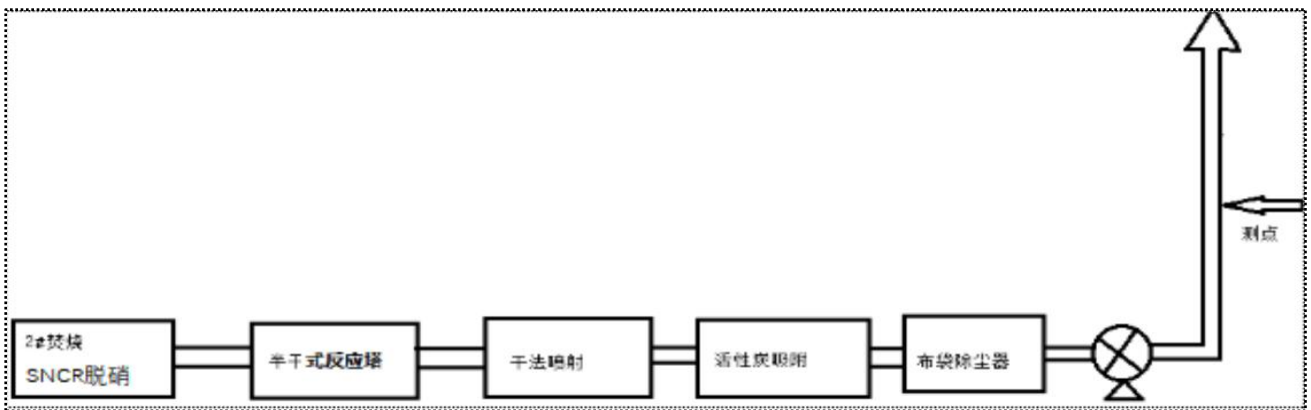 测点
2#焚烧
SNCR脱硝
半干式反应塔
干法喷射
活性炭吸附
布袋除尘器